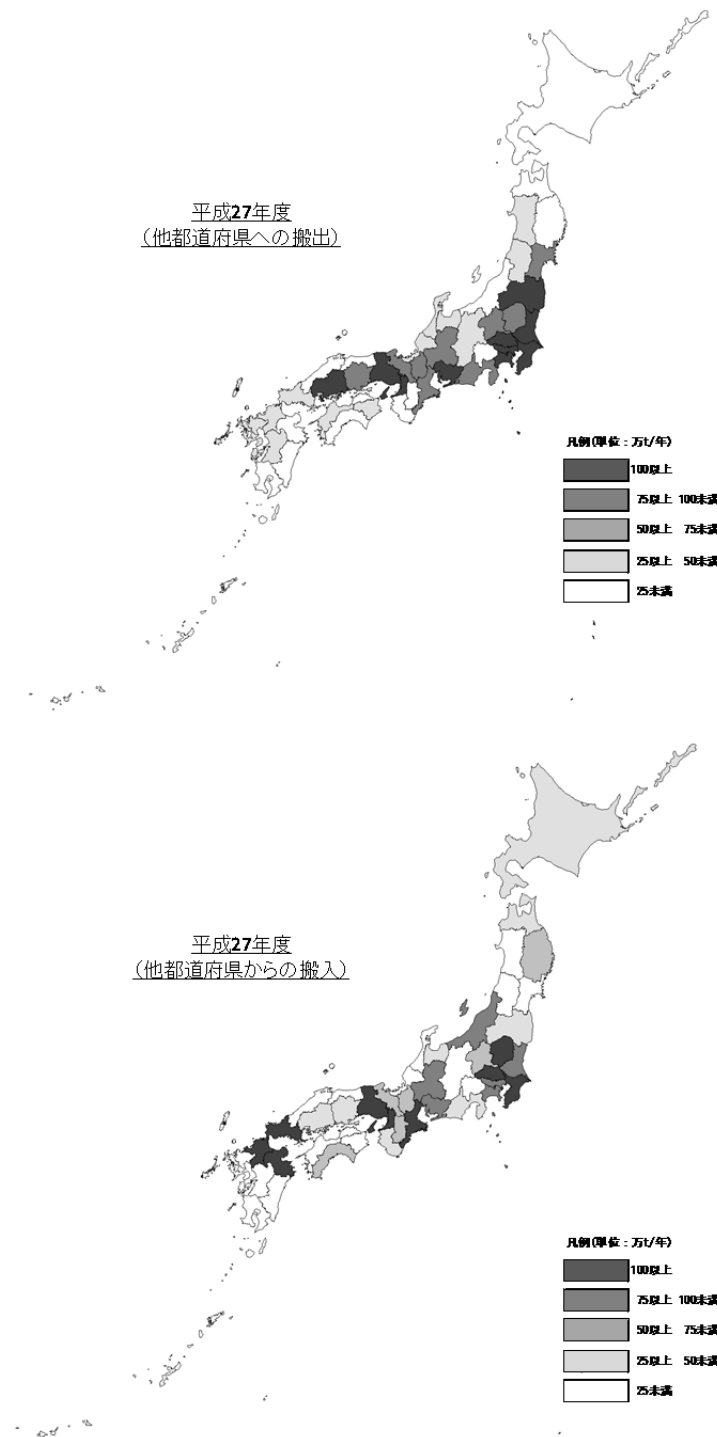 平成27年度
（他都道府県への搬出）
凡例(単位：万t/年)
100以上
75以上 100未満
50以上 75未満
25以上 50未満
25未満
平成27年度
（他都道府県からの搬入）
凡例(単位：万t/年)
100以上
75以上 100未満
50以上 75未満
25以上 50未満
25未満